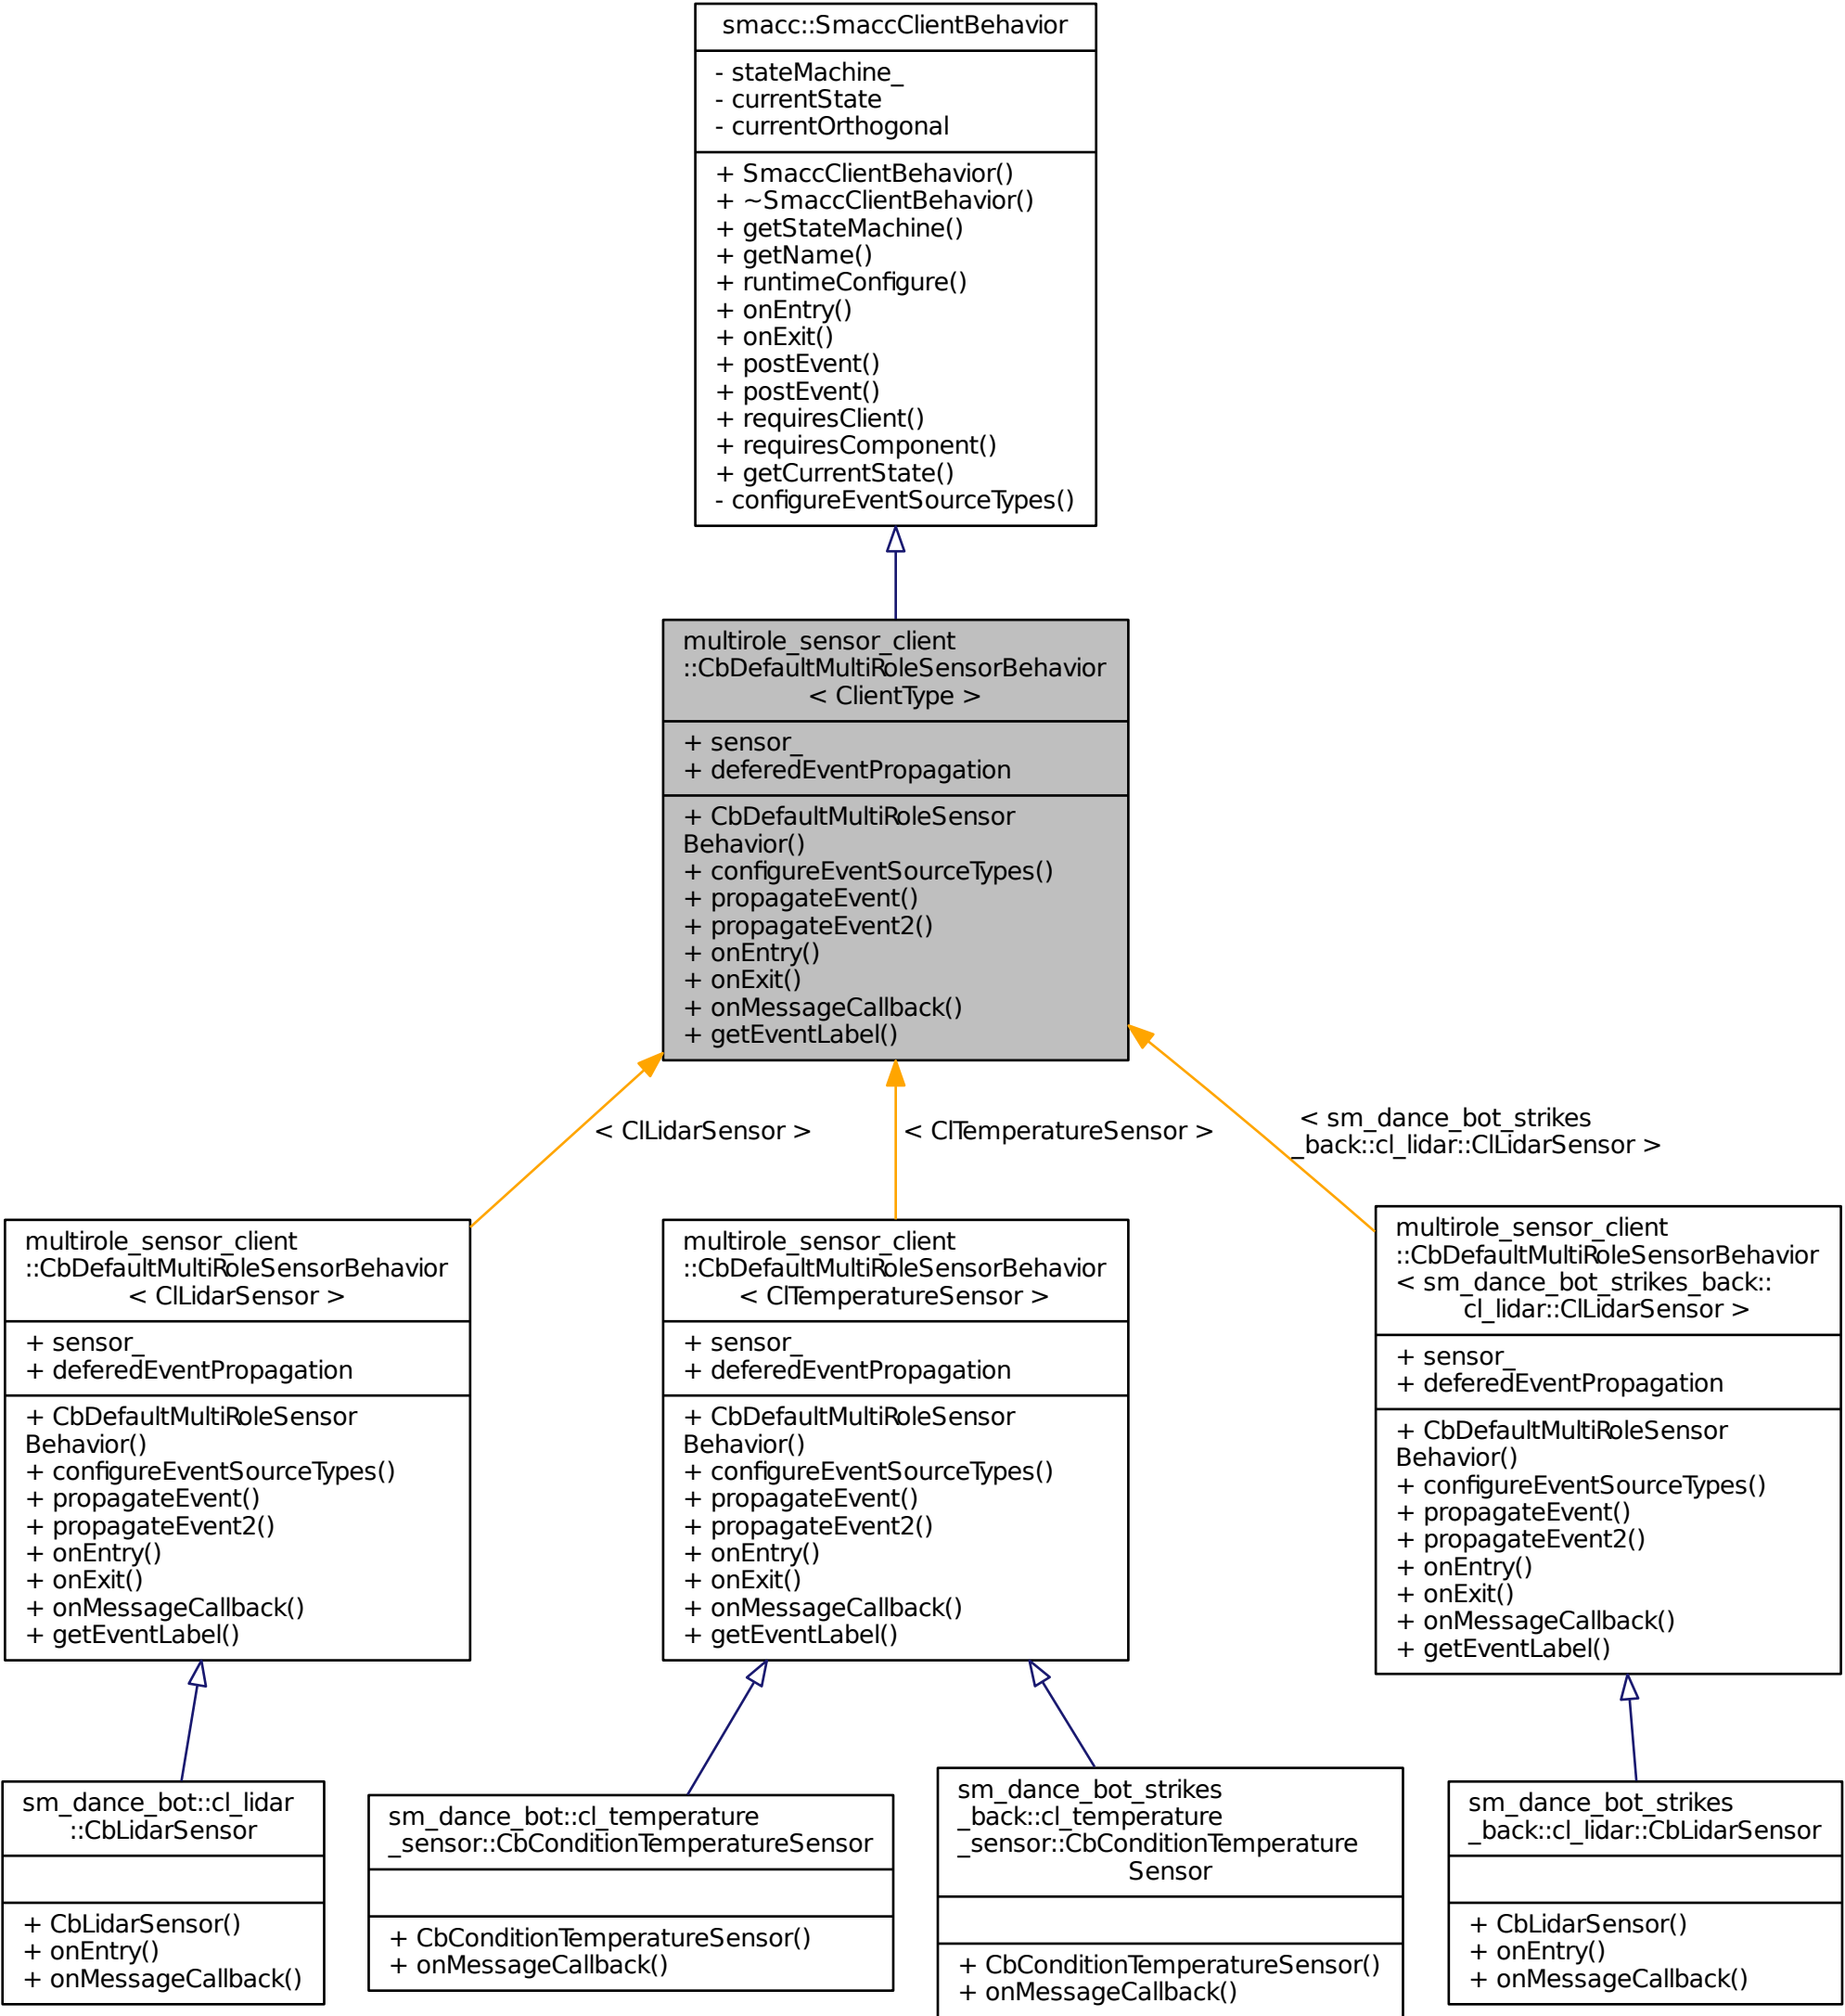 smacc::SmaccClientBehavior
- stateMachine_
- currentState
- currentOrthogonal
+ SmaccClientBehavior()
+ ~SmaccClientBehavior()
+ getStateMachine()
+ getName()
+ runtimeConfigure()
+ onEntry()
+ onExit()
+ postEvent()
+ postEvent()
+ requiresClient()
+ requiresComponent()
+ getCurrentState()
- configureEventSourceTypes()
multirole_sensor_client
::CbDefaultMultiRoleSensorBehavior
< ClientType >
+ sensor_
+ deferedEventPropagation
+ CbDefaultMultiRoleSensor
Behavior()
+ configureEventSourceTypes()
+ propagateEvent()
+ propagateEvent2()
+ onEntry()
+ onExit()
+ onMessageCallback()
+ getEventLabel()
< ClLidarSensor >
< ClTemperatureSensor >
< sm_dance_bot_strikes
_back::cl_lidar::ClLidarSensor >
multirole_sensor_client
::CbDefaultMultiRoleSensorBehavior
< ClLidarSensor >
+ sensor_
+ deferedEventPropagation
+ CbDefaultMultiRoleSensor
Behavior()
+ configureEventSourceTypes()
+ propagateEvent()
+ propagateEvent2()
+ onEntry()
+ onExit()
+ onMessageCallback()
+ getEventLabel()
multirole_sensor_client
::CbDefaultMultiRoleSensorBehavior
< ClTemperatureSensor >
+ sensor_
+ deferedEventPropagation
+ CbDefaultMultiRoleSensor
Behavior()
+ configureEventSourceTypes()
+ propagateEvent()
+ propagateEvent2()
+ onEntry()
+ onExit()
+ onMessageCallback()
+ getEventLabel()
multirole_sensor_client
::CbDefaultMultiRoleSensorBehavior
< sm_dance_bot_strikes_back::
cl_lidar::ClLidarSensor >
+ sensor_
+ deferedEventPropagation
+ CbDefaultMultiRoleSensor
Behavior()
+ configureEventSourceTypes()
+ propagateEvent()
+ propagateEvent2()
+ onEntry()
+ onExit()
+ onMessageCallback()
+ getEventLabel()
sm_dance_bot::cl_lidar
::CbLidarSensor
+ CbLidarSensor()
+ onEntry()
+ onMessageCallback()
sm_dance_bot::cl_temperature
_sensor::CbConditionTemperatureSensor
+ CbConditionTemperatureSensor()
+ onMessageCallback()
sm_dance_bot_strikes
_back::cl_temperature
_sensor::CbConditionTemperature
Sensor
+ CbConditionTemperatureSensor()
+ onMessageCallback()
sm_dance_bot_strikes
_back::cl_lidar::CbLidarSensor
+ CbLidarSensor()
+ onEntry()
+ onMessageCallback()